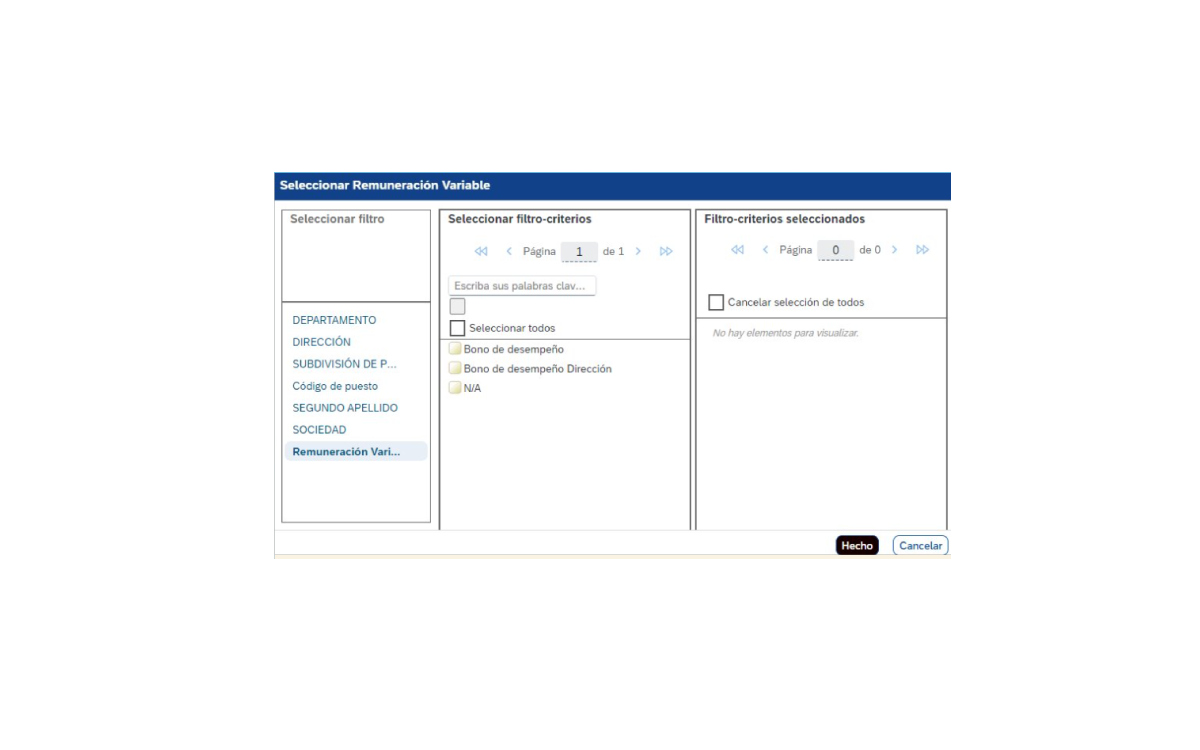 Seleccionar Remuneración Variable
Seleccionar filtro
DEPARTAMENTO
DIRECCIÓN
SUBDIVISIÓN DE P...
Código de puesto
SEGUNDO APELLIDO
SOCIEDAD
Remuneración Vari...
Seleccionar filtro-criterios
Página 1 de 1
Escriba sus palabras clav...
Seleccionar todos
Bono de desempeño
Bono de desempeño Dirección
N/A
Filtro-criterios seleccionados
Página 0 de 0
Cancelar selección de todos
No hay elementos para visualizar.
Hecho
Cancelar